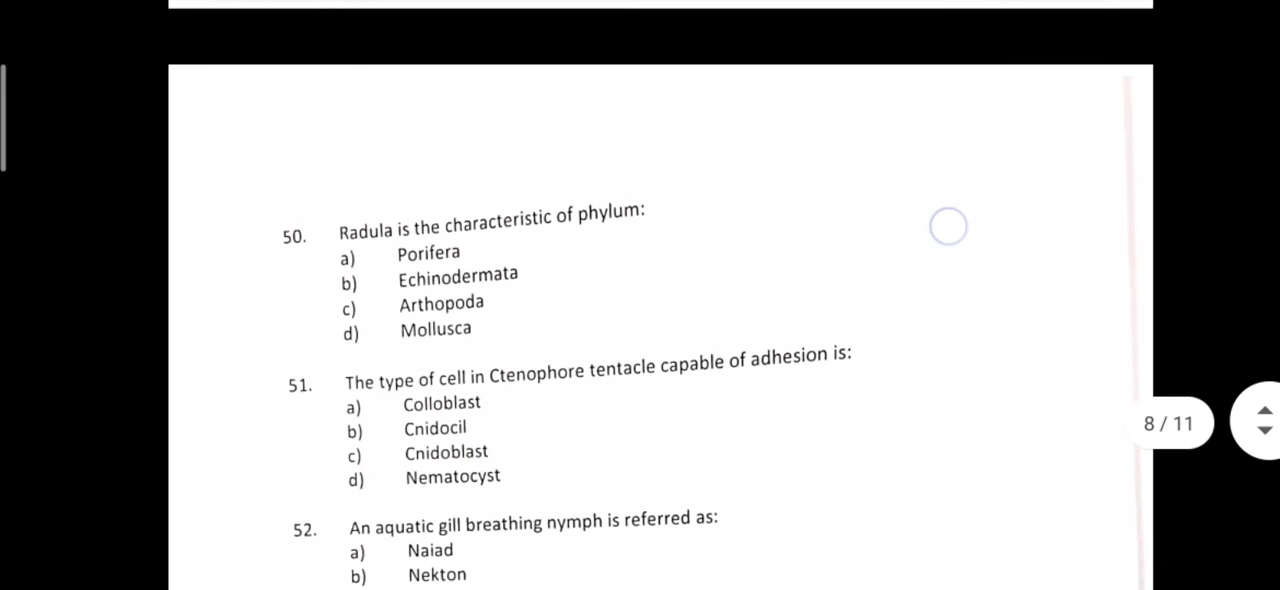 50. Radula is the characteristic of phylum:
a) Porifera
b) Echinodermata
c) Arthopoda
d) Mollusca
51. The type of cell in Ctenophore tentacle capable of adhesion is:
a) Colloblast
b) Cnidocil
c) Cnidoblast
d) Nematocyst
8 / 11
52. An aquatic gill breathing nymph is referred as:
a) Naiad
b) Nekton